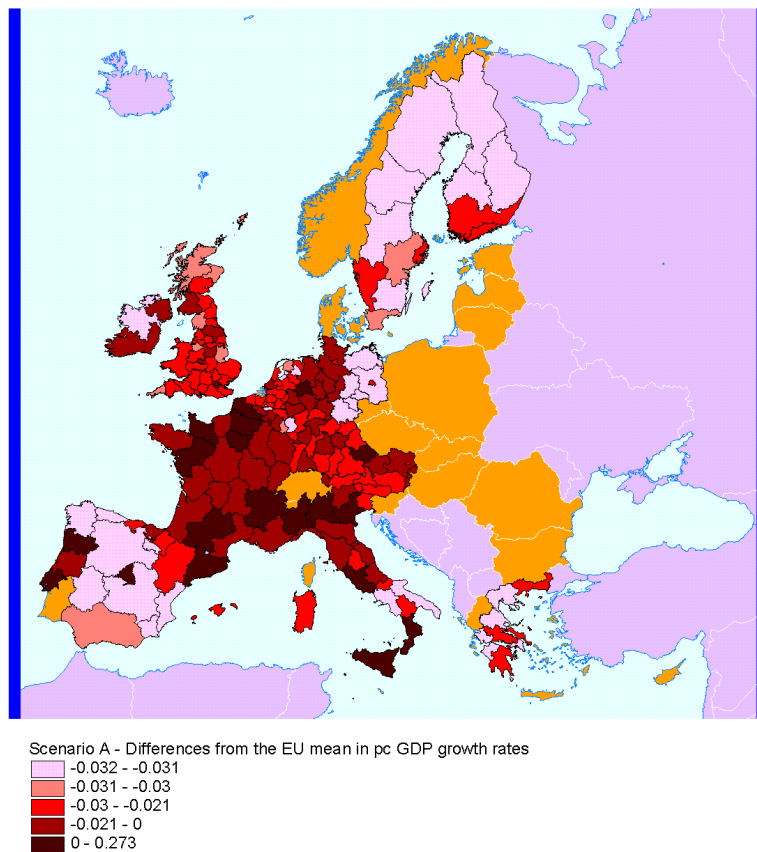 Scenario A - Differences from the EU mean in pc GDP growth rates
-0.032 - -0.031
-0.031 - -0.03
-0.03 - -0.021
-0.021 - 0
0 - 0.273